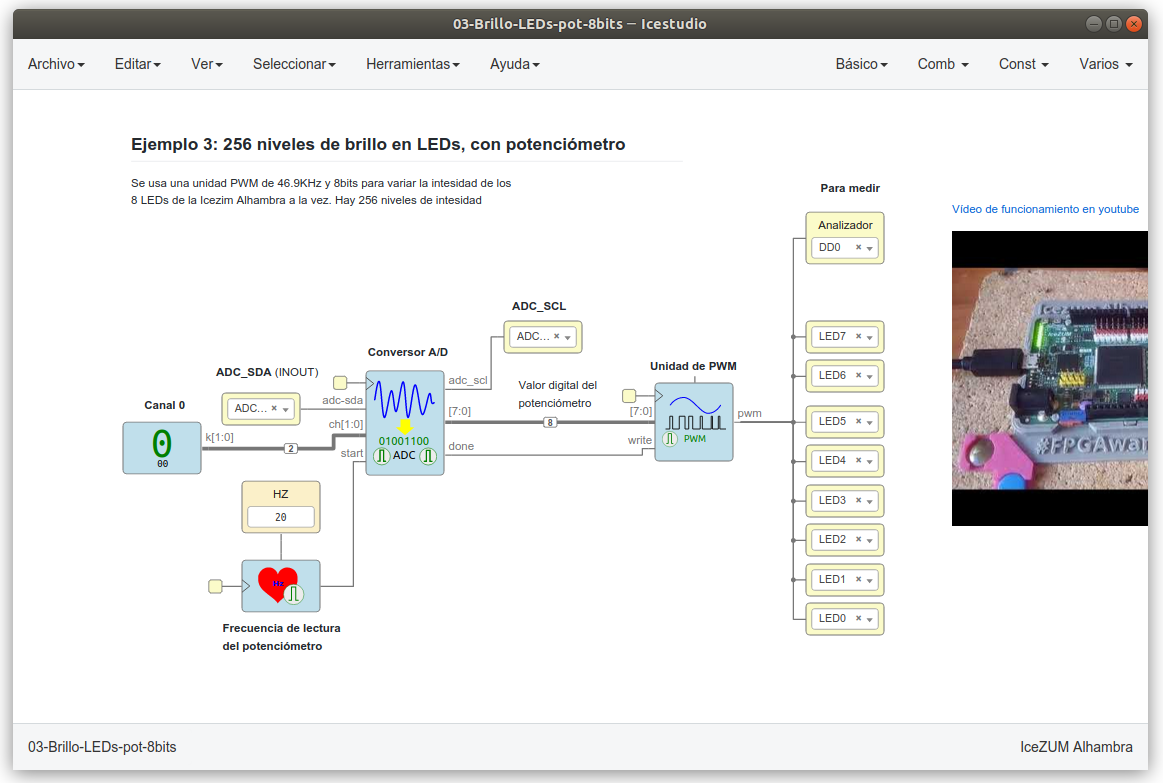 03-Brillo-LEDs-pot-8bits – Icestudio
Archivo Editar Ver Seleccionar Herramientas Ayuda Básico Comb Const Varios
Ejemplo 3: 256 niveles de brillo en LEDs, con potenciómetro
Se usa una unidad PWM de 46.9KHz y 8bits para variar la intesidad de los
8 LEDs de la Icezim Alhambra a la vez. Hay 256 niveles de intesidad
Para medir
Vídeo de funcionamiento en youtube
Analizador
DD0
ADC_SCL
ADC...
Conversor A/D
Unidad de PWM
ADC_SDA (INOUT)
ADC...
adc_scl
adc-sda
[7:0]
ch[1:0]
done
start
01001100
ADC
Valor digital del
potenciómetro
8
[7:0]
write
PWM
pwm
Canal 0
0
00
k[1:0]
2
HZ
20
Hz
Frecuencia de lectura
del potenciómetro
LED7
LED6
LED5
LED4
LED3
LED2
LED1
LED0
Icezum Alha
#FPGAwar
03-Brillo-LEDs-pot-8bits
IceZUM Alhambra